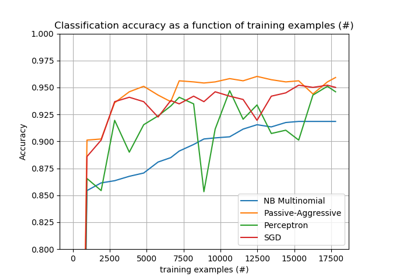 Classification accuracy as a function of training examples (#)
1.000
0.975
0.950
0.925
0.900
0.875
0.850
0.825
0.800
Accuracy
NB Multinomial
Passive-Aggressive
Perceptron
SGD
0 2500 5000 7500 10000 12500 15000 17500
training examples (#)